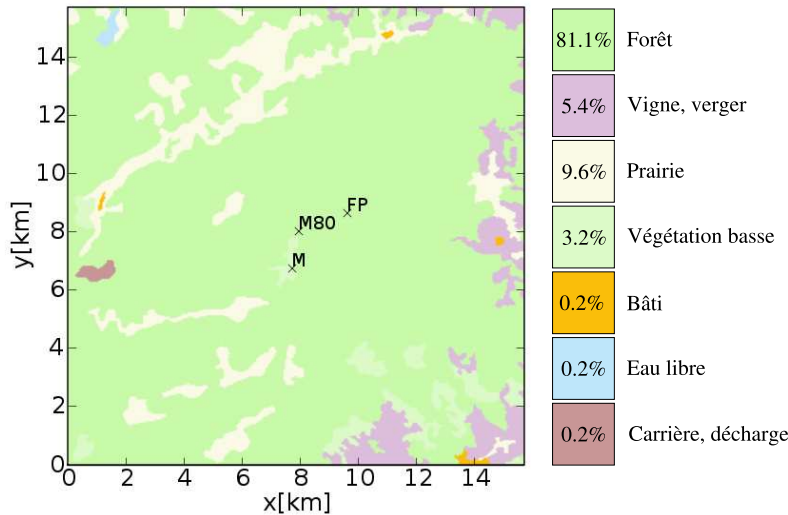 14
12
10
8
6
4
2
0
y[km]
0 2 4 6 8 10 12 14
x[km]
FP
M80
M
81.1% Forêt
5.4% Vigne, verger
9.6% Prairie
3.2% Végétation basse
0.2% Bâti
0.2% Eau libre
0.2% Carrière, décharge